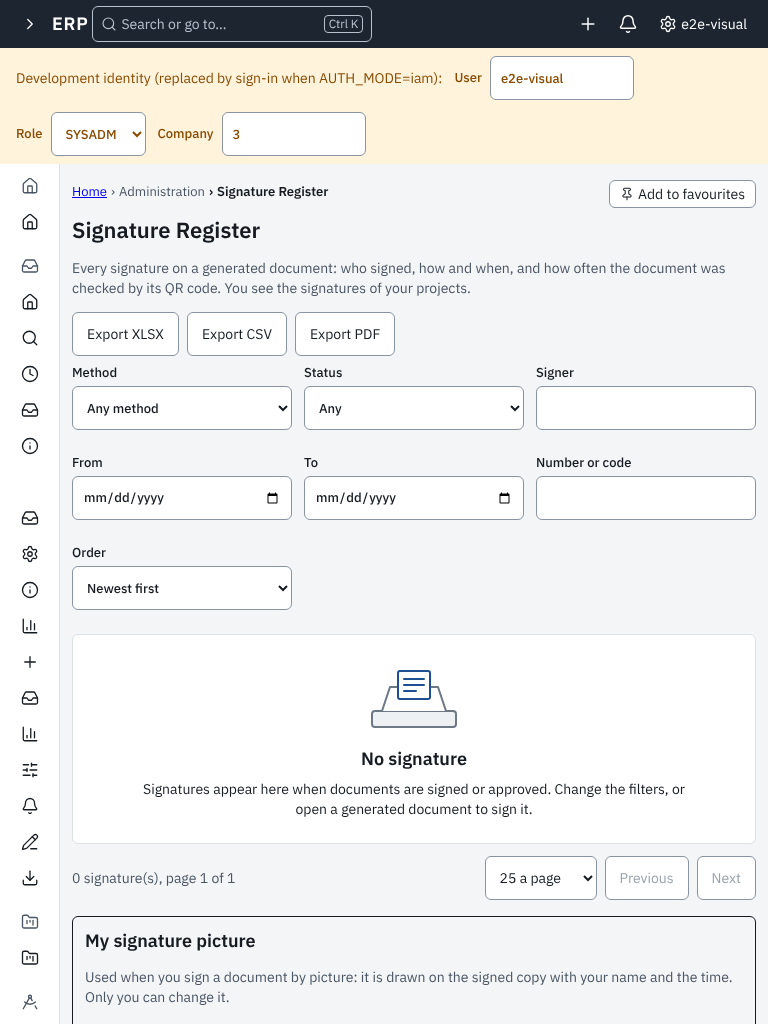 ERP
Search or go to...
Ctrl K
e2e-visual
Development identity (replaced by sign-in when AUTH_MODE=iam):
User
e2e-visual
Role
SYSADM
Company
3
Home › Administration › Signature Register
Add to favourites
Signature Register
Every signature on a generated document: who signed, how and when, and how often the document was
checked by its QR code. You see the signatures of your projects.
Export XLSX
Export CSV
Export PDF
Method
Status
Signer
Any method
Any
From
To
Number or code
mm/dd/yyyy
mm/dd/yyyy
Order
Newest first
No signature
Signatures appear here when documents are signed or approved. Change the filters, or
open a generated document to sign it.
0 signature(s), page 1 of 1
25 a page
Previous
Next
My signature picture
Used when you sign a document by picture: it is drawn on the signed copy with your name and the time.
Only you can change it.